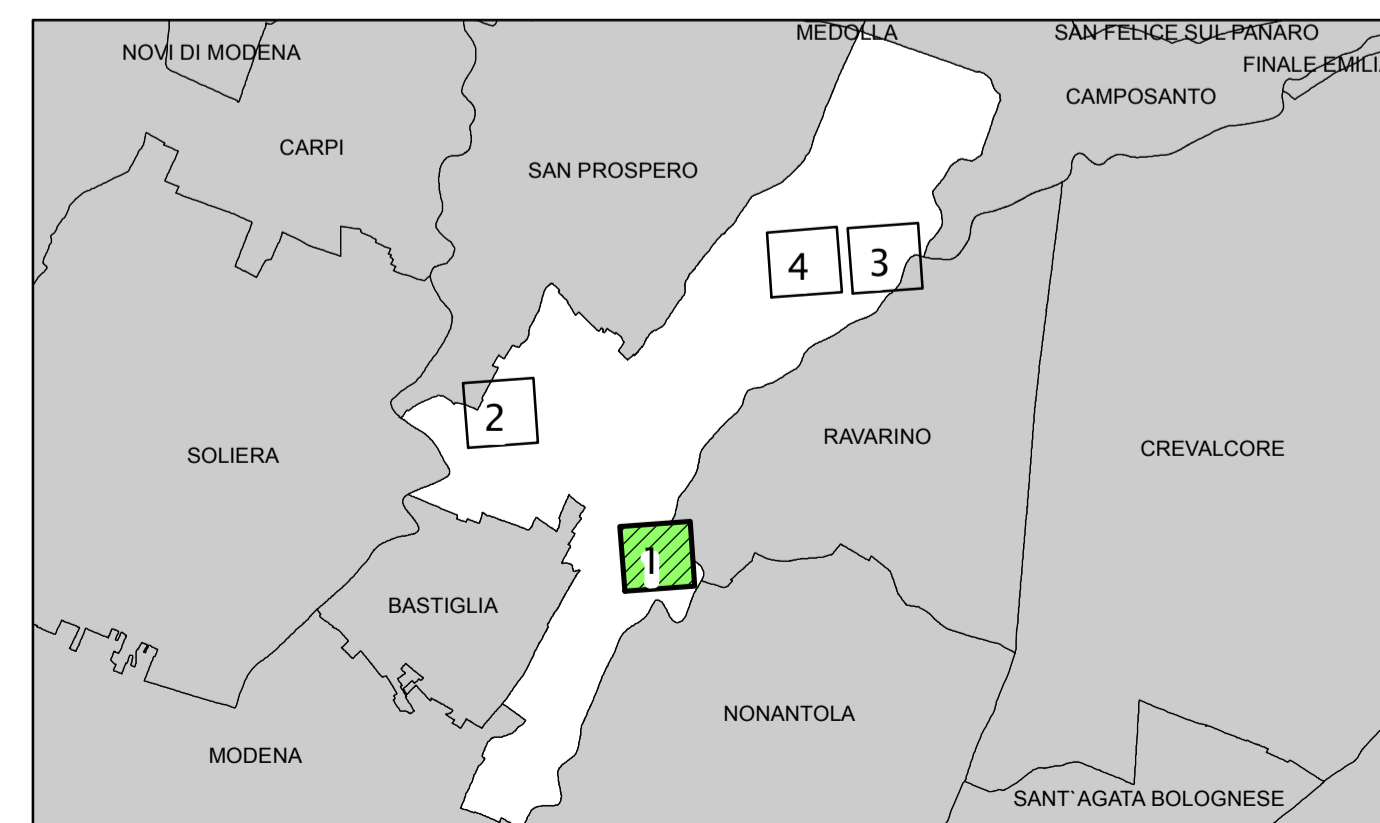 MEDOLLA
SAN FELICE SUL PANARO
NOVI DI MODENA
FINALE EMILI
CAMPOSANTO
CARPI
SAN PROSPERO
4
3
2
RAVARINO
CREVALCORE
SOLIERA
1
BASTIGLIA
NONANTOLA
MODENA
SANT`AGATA BOLOGNESE